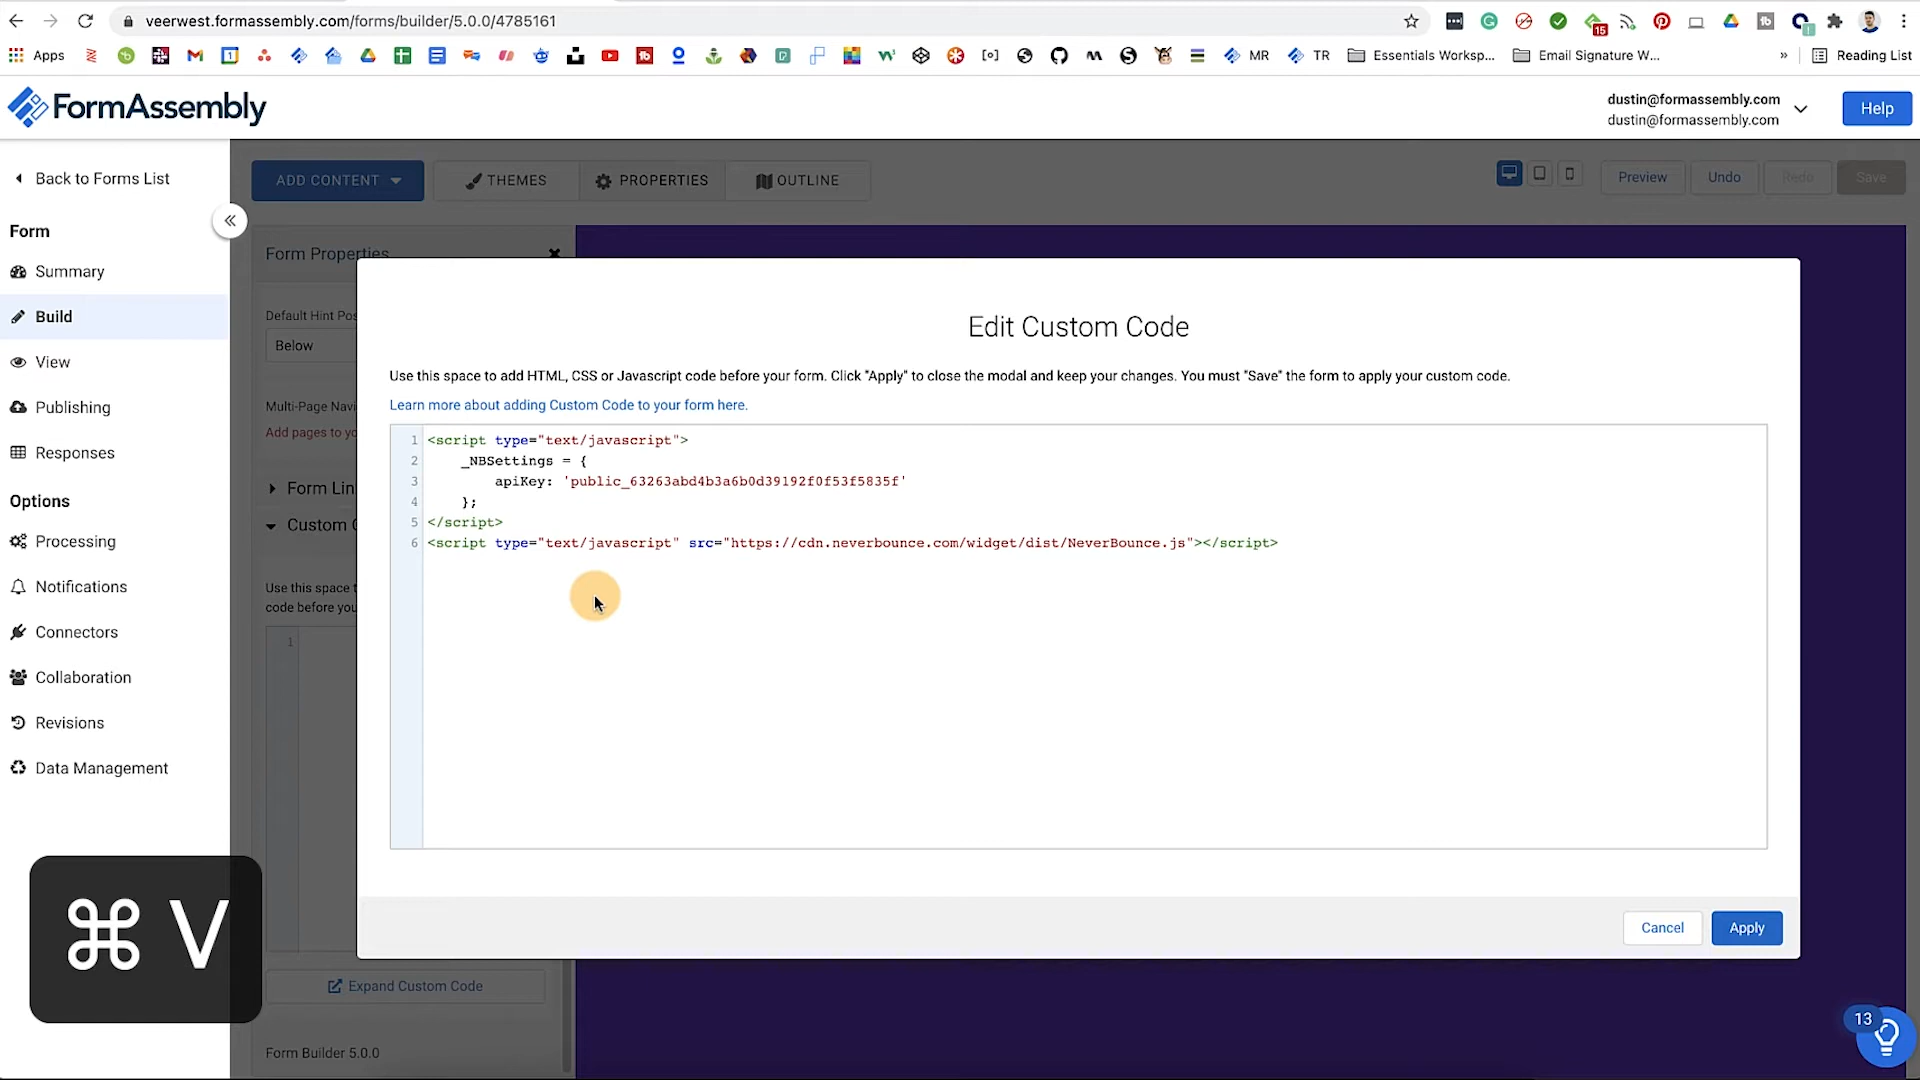 veerwest.formassembly.com/forms/builder/5.0.0/4785161
15
1
Apps
MR
TR
Essentials Worksp...
Email Signature W...
»
Reading List
FormAssembly
dustin@formassembly.com
dustin@formassembly.com
Help
Back to Forms List
ADD CONTENT
THEMES
PROPERTIES
OUTLINE
Preview
Undo
Redo
Save
Form
Summary
Build
View
Publishing
Responses
Options
Processing
Notifications
Connectors
Collaboration
Revisions
Data Management
Form Properties
Default Hint Pos
Below
Multi-Page Navi
Add pages to yo
Form Lin
Custom C
Use this space t
code before you
1
Expand Custom Code
Form Builder 5.0.0
Edit Custom Code
Use this space to add HTML, CSS or Javascript code before your form. Click "Apply" to close the modal and keep your changes. You must "Save" the form to apply your custom code.
Learn more about adding Custom Code to your form here.
1 <script type="text/javascript">
2 _NBSettings = {
3 apiKey: 'public_63263abd4b3a6b0d39192f0f53f5835f'
4 };
5 </script>
6 <script type="text/javascript" src="https://cdn.neverbounce.com/widget/dist/NeverBounce.js"></script>
Cancel
Apply
⌘ V
13